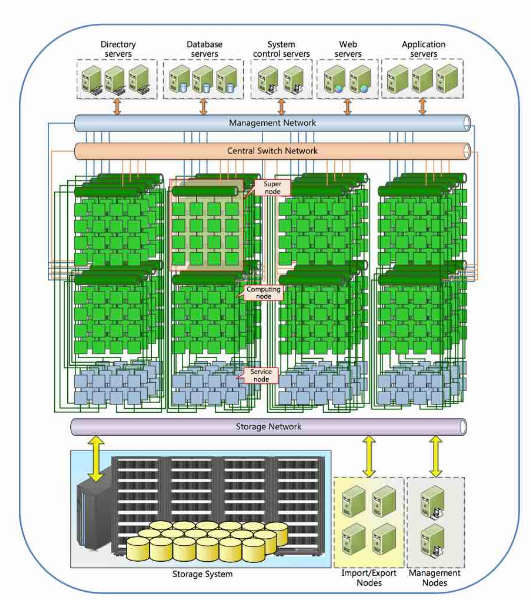 Directory
servers
Database
servers
System
control servers
Web
servers
Application
servers
Management Network
Central Switch Network
Super
node
Computing
node
Service
node
Storage Network
Storage System
Import/Export
Nodes
Management
Nodes